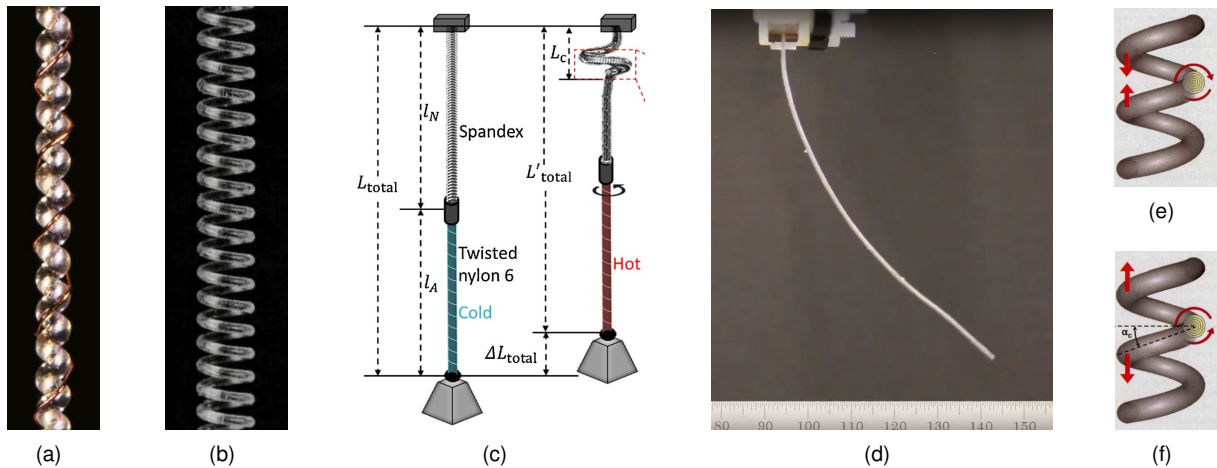 L_c
l_N
Spandex
L_total
L'_total
Twisted
nylon 6
l_A
Hot
Cold
ΔL_total
80 90 100 110 120 130 140 150
α_c
(a)
(b)
(c)
(d)
(e)
(f)